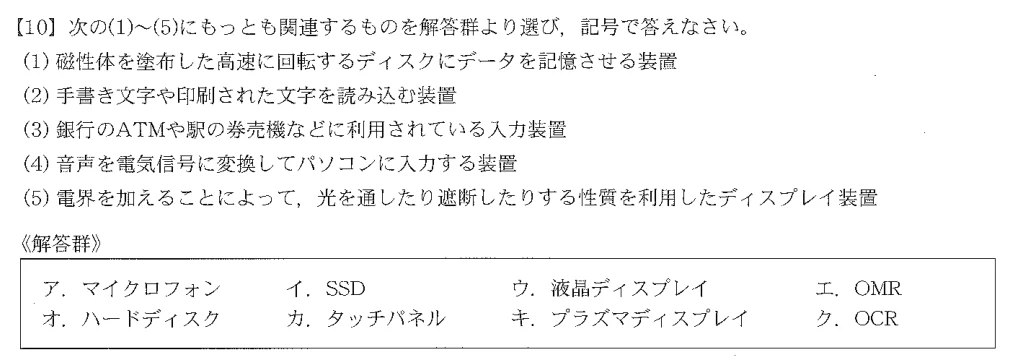 【10】 次の(1)～(5)にもっとも関連するものを解答群より選び，記号で答えなさい。
(1) 磁性体を塗布した高速に回転するディスクにデータを記憶させる装置
(2) 手書き文字や印刷された文字を読み込む装置
(3) 銀行のATMや駅の券売機などに利用されている入力装置
(4) 音声を電気信号に変換してパソコンに入力する装置
(5) 電界を加えることによって，光を通したり遮断したりする性質を利用したディスプレイ装置
《解答群》
ア．マイクロフォン　イ．SSD　ウ．液晶ディスプレイ　エ．OMR
オ．ハードディスク　カ．タッチパネル　キ．プラズマディスプレイ　ク．OCR